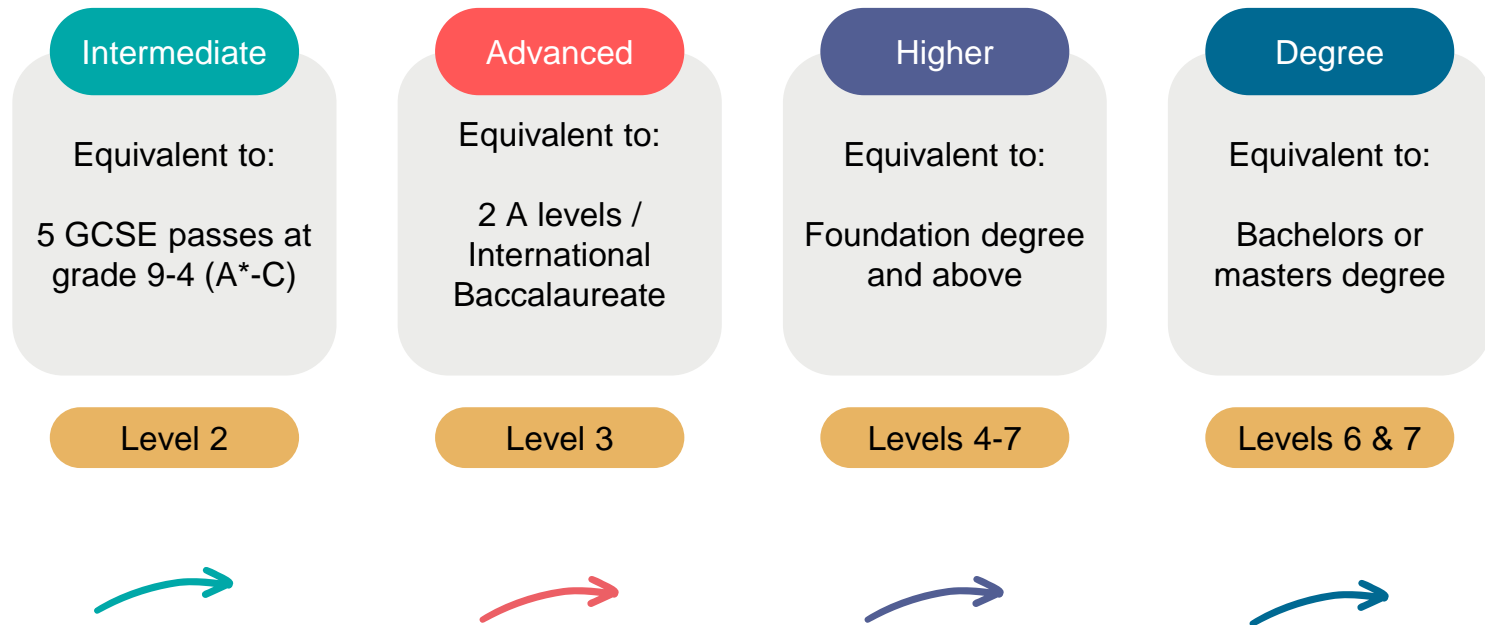 Intermediate
Equivalent to:
5 GCSE passes at
grade 9-4 (A*-C)
Level 2
Advanced
Equivalent to:
2 A levels /
International
Baccalaureate
Level 3
Higher
Equivalent to:
Foundation degree
and above
Levels 4-7
Degree
Equivalent to:
Bachelors or
masters degree
Levels 6 & 7